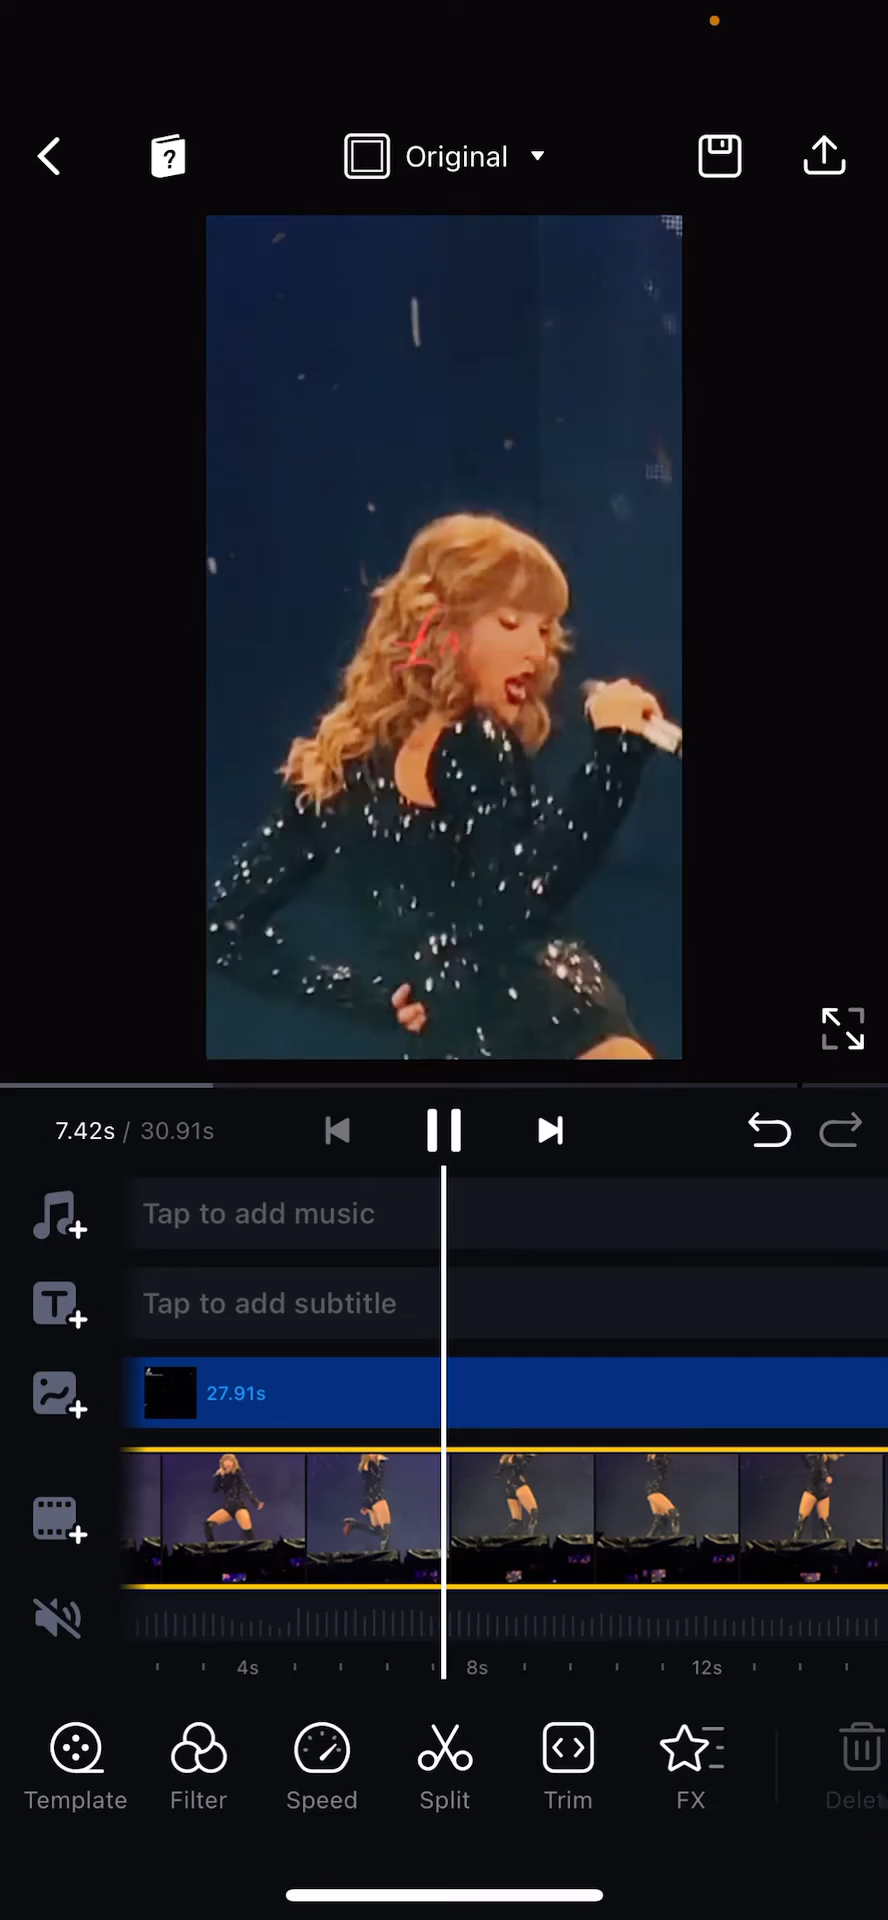 Original
7.42s / 30.91s
Tap to add music
Tap to add subtitle
27.91s
4s 8s 12s
Template Filter Speed Split Trim FX